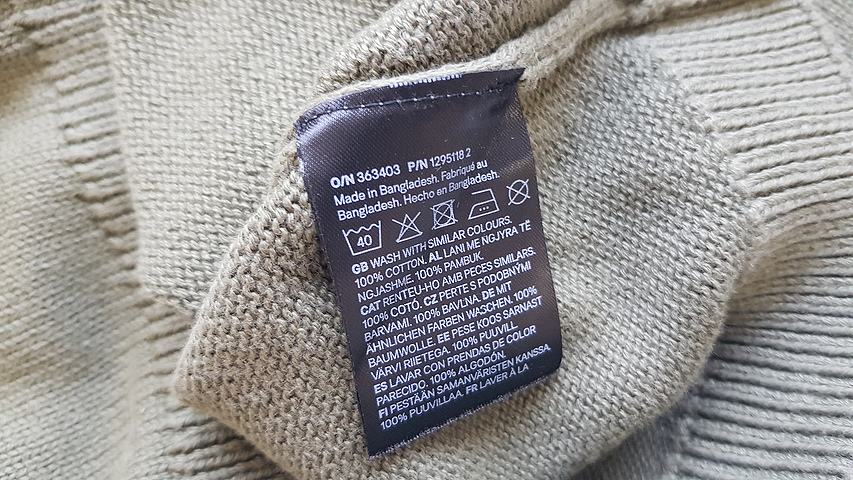 O/N 363403 P/N 1295118 2
Made in Bangladesh. Fabriqué au
Bangladesh. Hecho en Bangladesh.
40
GB WASH WITH SIMILAR COLOURS.
100% COTTON. AL LANI ME NGJYRA TË
NGJASHME. 100% PAMBUK.
CAT RENTEU-HO AMB PECES SIMILARS.
100% COTÓ. CZ PERTE S PODOBNÝMI
BARVAMI. 100% BAVLNA. DE MIT
ÄHNLICHEN FARBEN WASCHEN. 100%
BAUMWOLLE. EE PESE KOOS SARNAST
VÄRVI RIIETEGA. 100% PUUVILL
ES LAVAR CON PRENDAS DE COLOR
PARECIDO. 100% ALGODÓN.
FI PESTÄÄN SAMANVÄRISTEN KANSSA.
100% PUUVILLAA. FR LAVER À LA